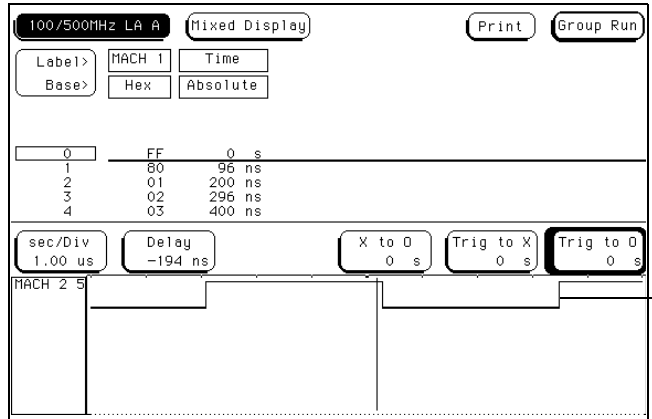 100/500MHz LA A Mixed Display Print Group Run
Label> MACH 1 Time
Base> Hex Absolute
0 FF 0 s
1 80 96 ns
2 01 200 ns
3 02 296 ns
4 03 400 ns
sec/Div Delay X to O Trig to X Trig to O
1.00 us -194 ns 0 s 0 s 0 s
MACH 2 5